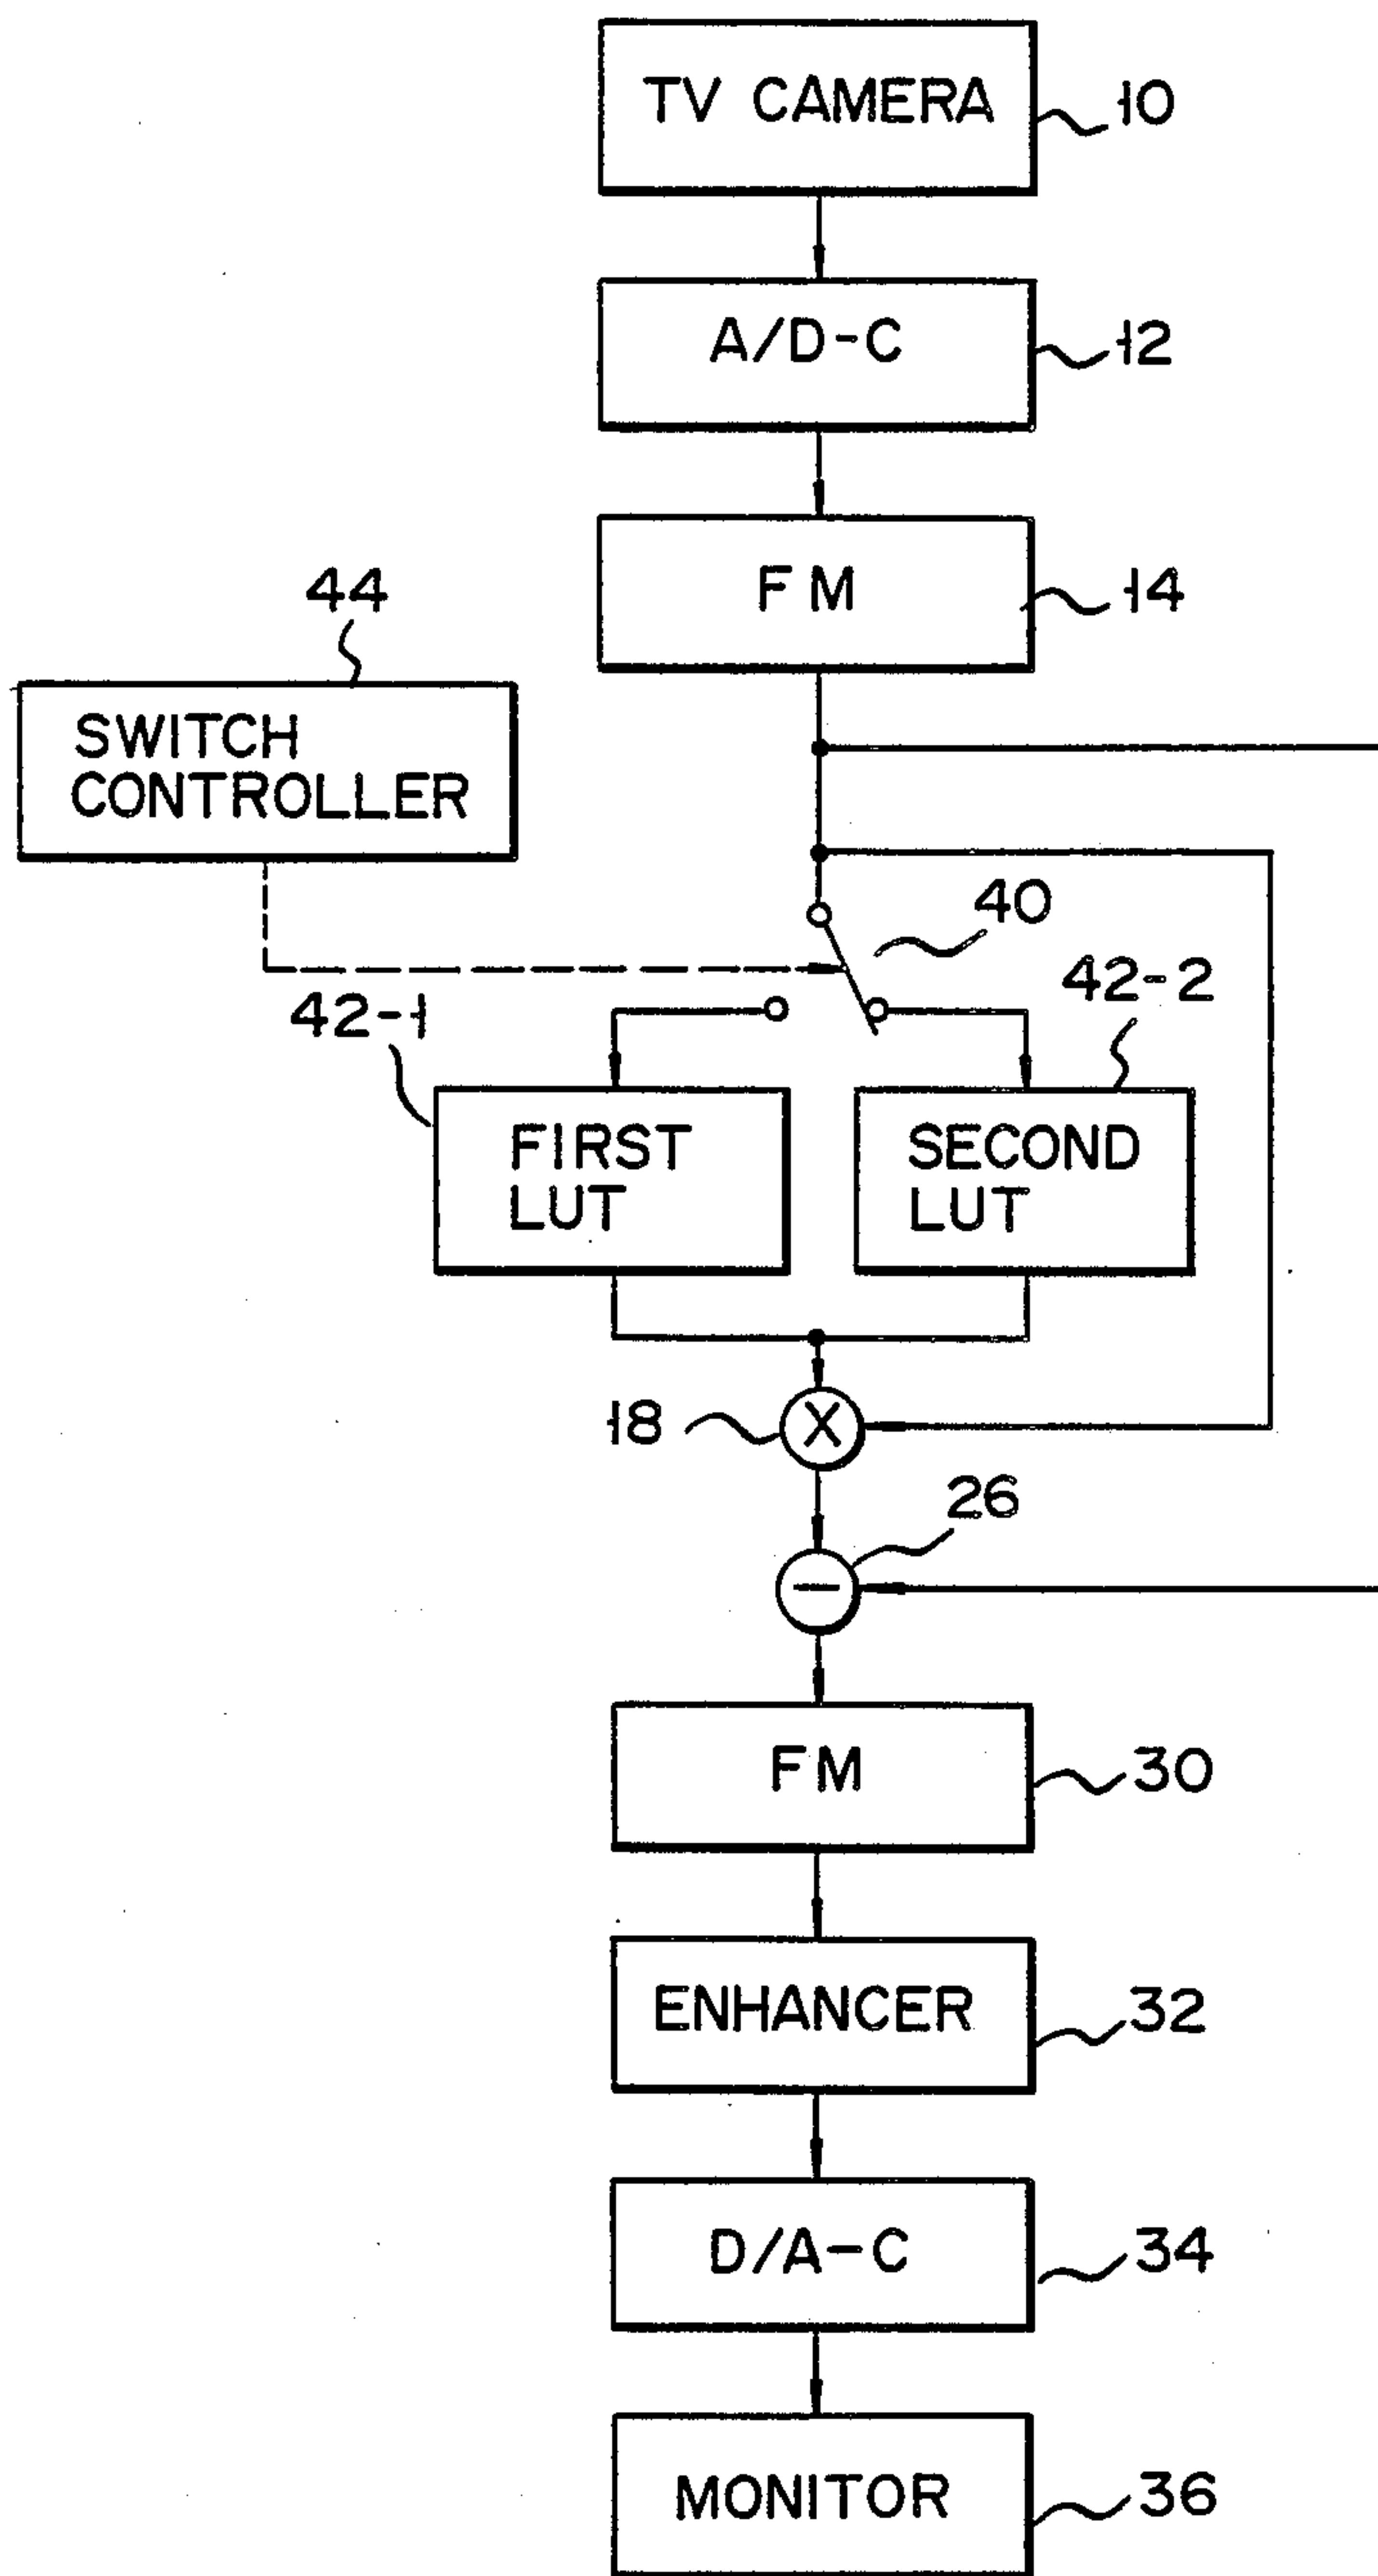 TV CAMERA
10
A/D-C
12
FM
14
44
SWITCH
CONTROLLER
40
42-1
42-2
FIRST
LUT
SECOND
LUT
18
X
26
−
FM
30
ENHANCER
32
D/A-C
34
MONITOR
36